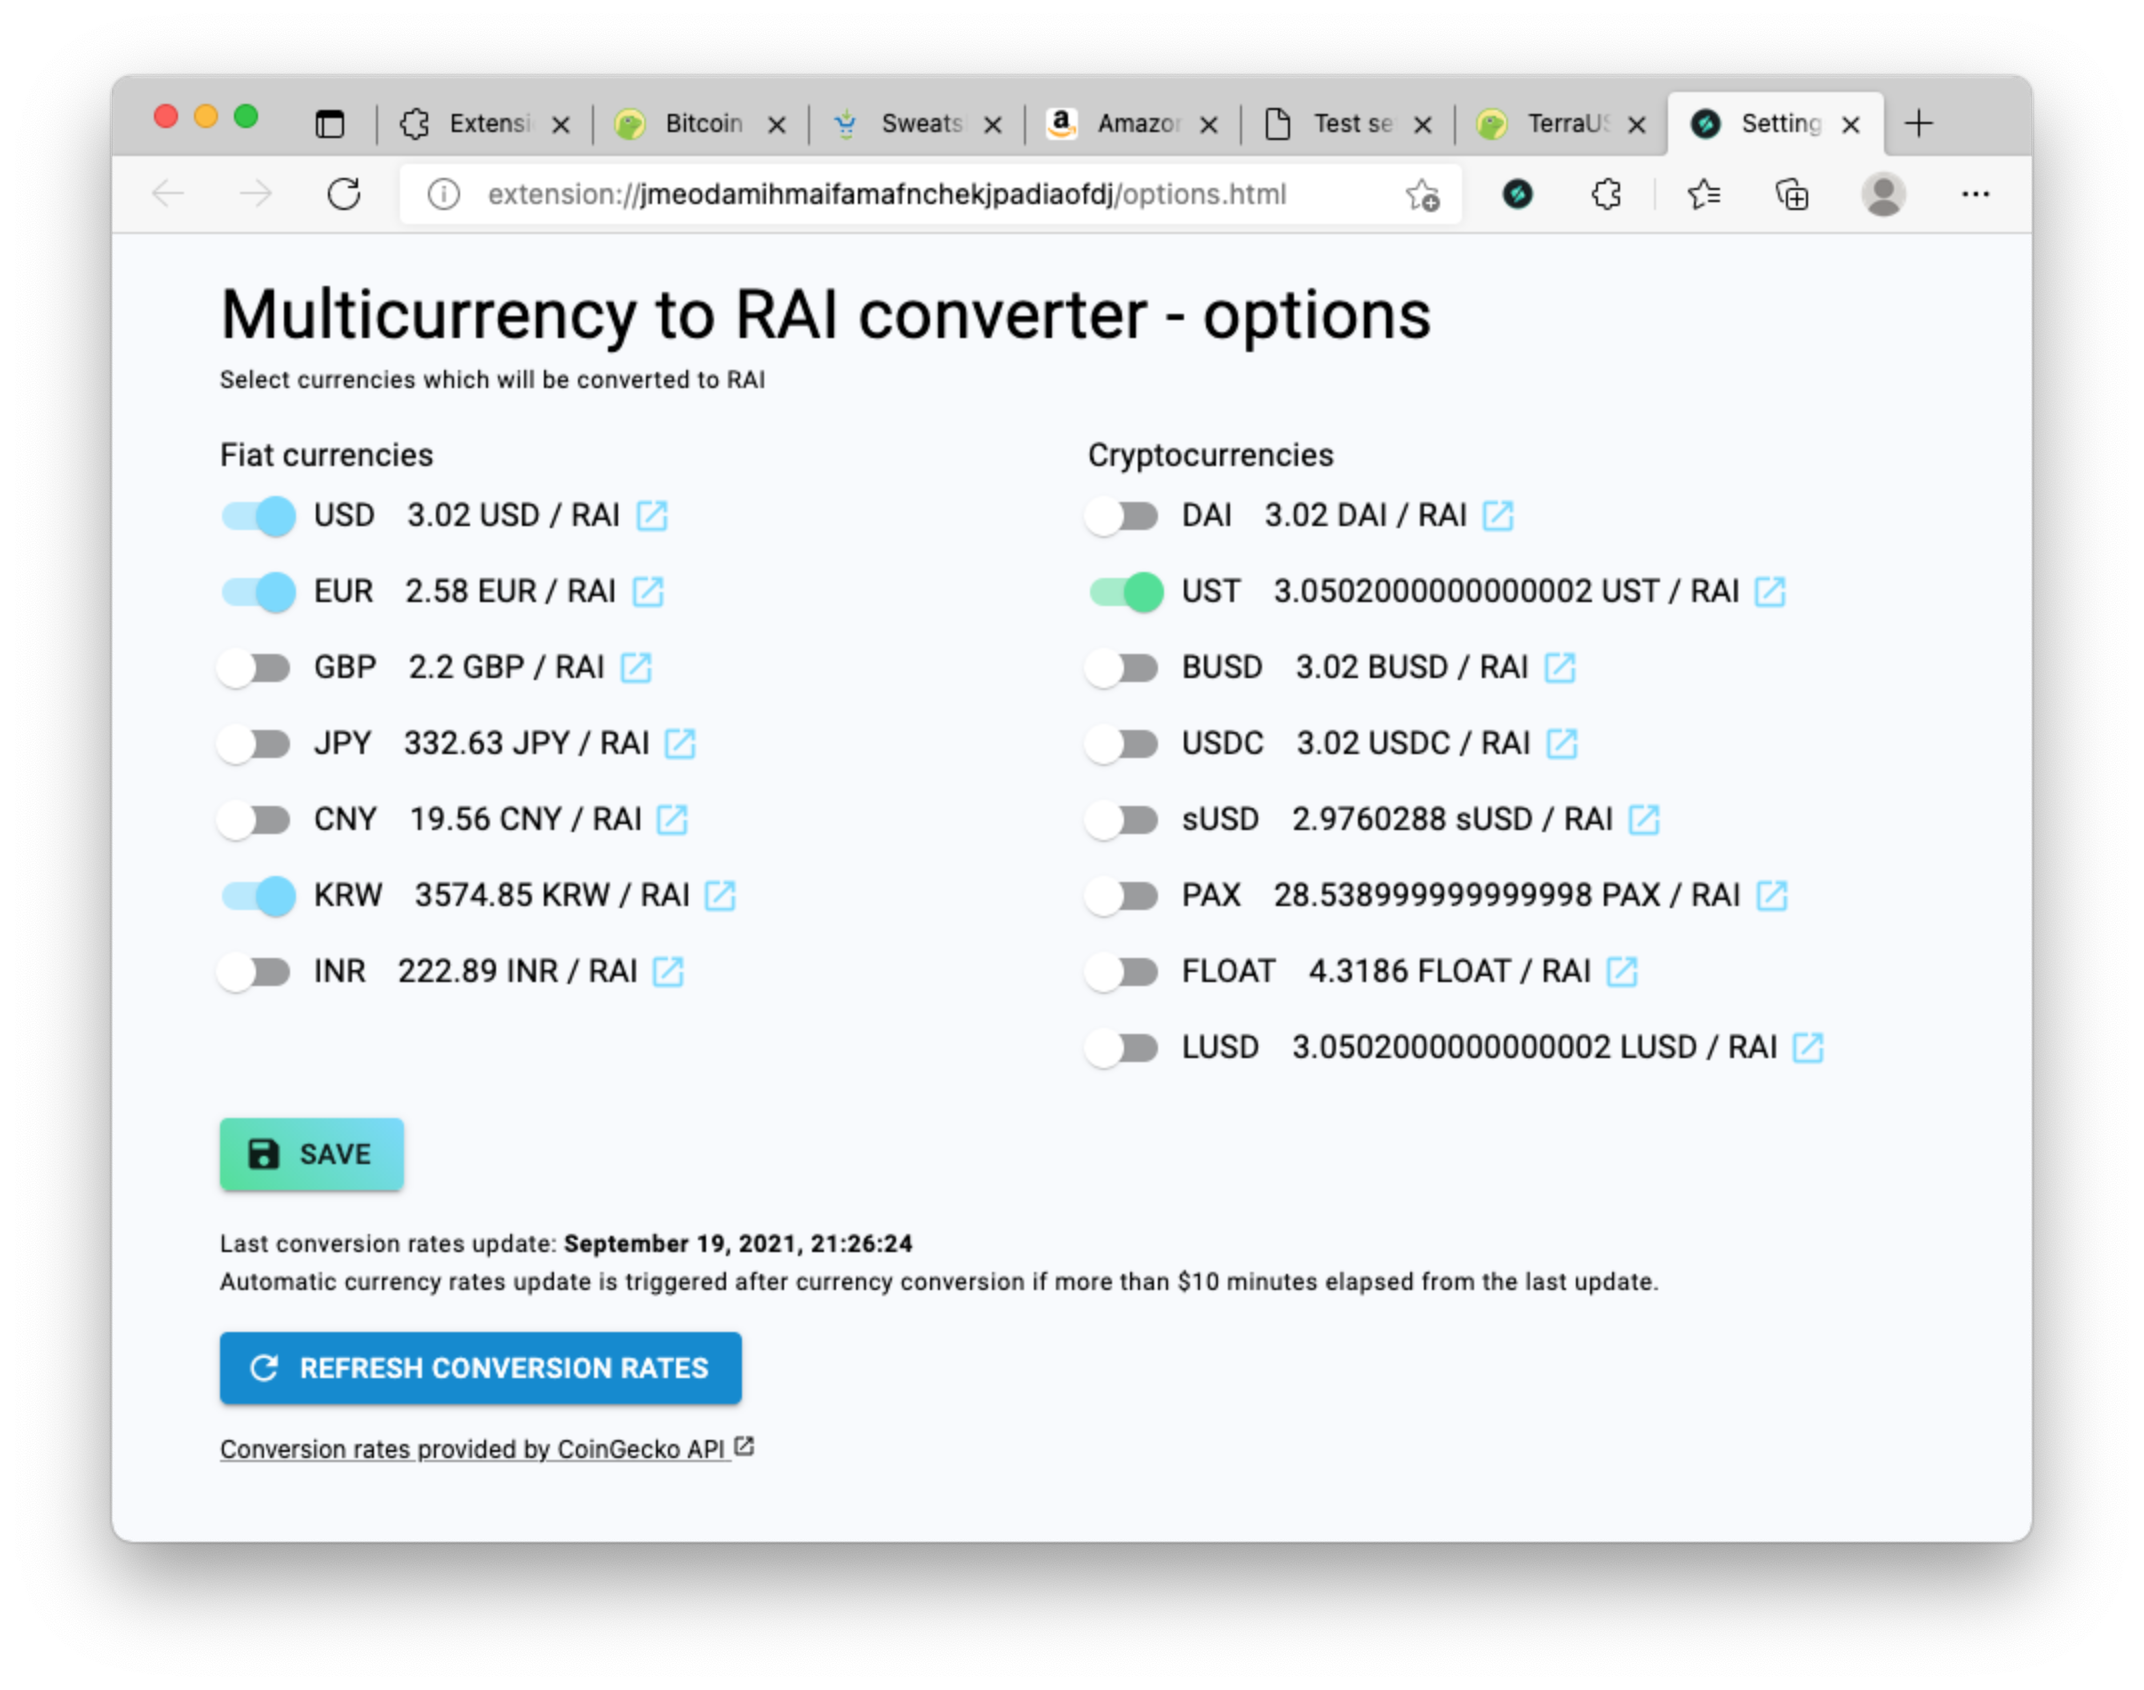 Extensi
Bitcoin
Sweats
Amazon
Test se
TerraUS
Setting
extension://jmeodamihmaifamafnchekjpadiaofdj/options.html
Multicurrency to RAI converter - options
Select currencies which will be converted to RAI
Fiat currencies
USD 3.02 USD / RAI
EUR 2.58 EUR / RAI
GBP 2.2 GBP / RAI
JPY 332.63 JPY / RAI
CNY 19.56 CNY / RAI
KRW 3574.85 KRW / RAI
INR 222.89 INR / RAI
Cryptocurrencies
DAI 3.02 DAI / RAI
UST 3.0502000000000002 UST / RAI
BUSD 3.02 BUSD / RAI
USDC 3.02 USDC / RAI
sUSD 2.9760288 sUSD / RAI
PAX 28.538999999999998 PAX / RAI
FLOAT 4.3186 FLOAT / RAI
LUSD 3.0502000000000002 LUSD / RAI
SAVE
Last conversion rates update: September 19, 2021, 21:26:24
Automatic currency rates update is triggered after currency conversion if more than $10 minutes elapsed from the last update.
REFRESH CONVERSION RATES
Conversion rates provided by CoinGecko API